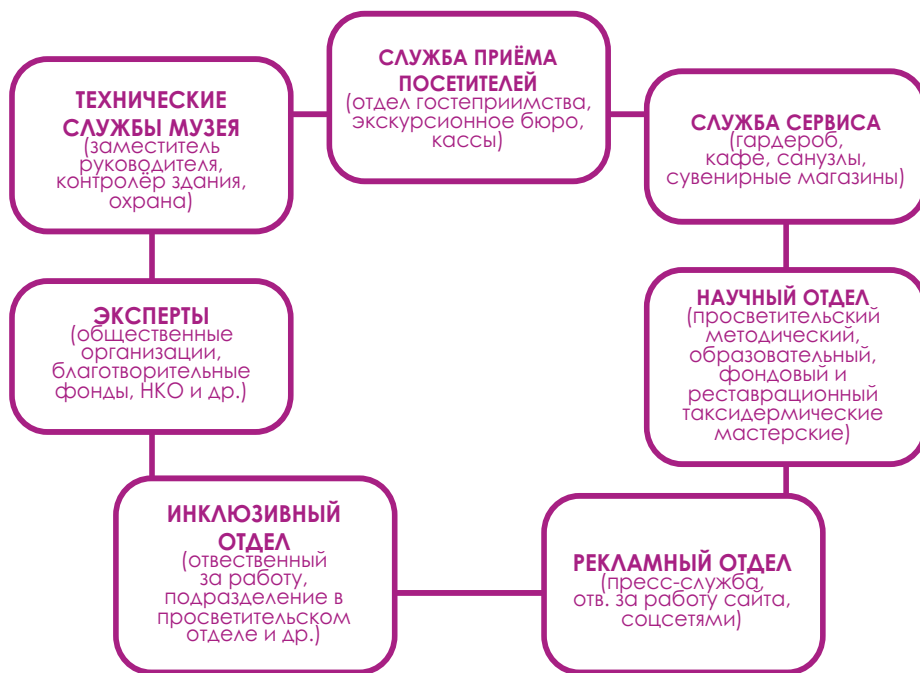 СЛУЖБА ПРИЁМА
ПОСЕТИТЕЛЕЙ
(отдел гостеприимства,
экскурсионное бюро,
кассы)
ТЕХНИЧЕСКИЕ
СЛУЖБЫ МУЗЕЯ
(заместитель
руководителя,
контролёр здания,
охрана)
СЛУЖБА СЕРВИСА
(гардероб,
кафе, санузлы,
сувенирные магазины)
ЭКСПЕРТЫ
(общественные
организации,
благотворительные
фонды, НКО и др.)
НАУЧНЫЙ ОТДЕЛ
(просветительский
методический,
образовательный,
фондовый и
реставрационный
таксидермические
мастерские)
ИНКЛЮЗИВНЫЙ
ОТДЕЛ
(отвественный
за работу,
подразделение в
просветительском
отделе и др.)
РЕКЛАМНЫЙ ОТДЕЛ
(пресс-служба,
отв. за работу сайта,
соцсетями)